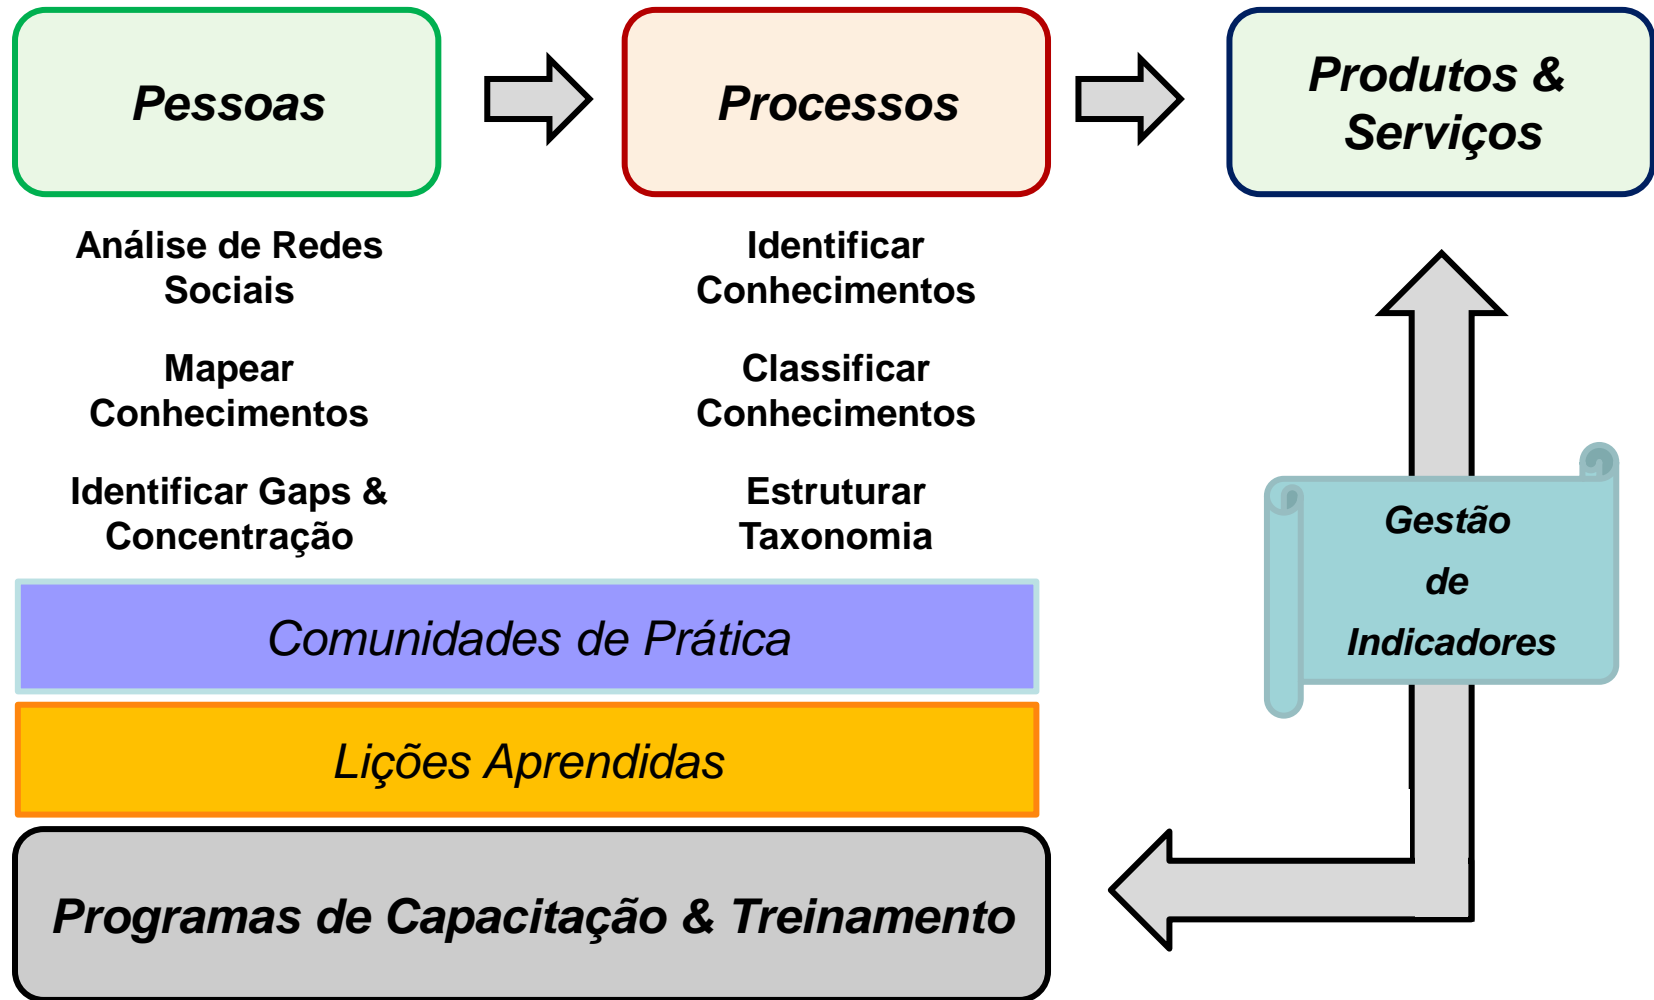 Pessoas
Processos
Produtos &
Serviços
Análise de Redes
Sociais
Mapear
Conhecimentos
Identificar Gaps &
Concentração
Identificar
Conhecimentos
Classificar
Conhecimentos
Estruturar
Taxonomia
Gestão
de
Indicadores
Comunidades de Prática
Lições Aprendidas
Programas de Capacitação & Treinamento